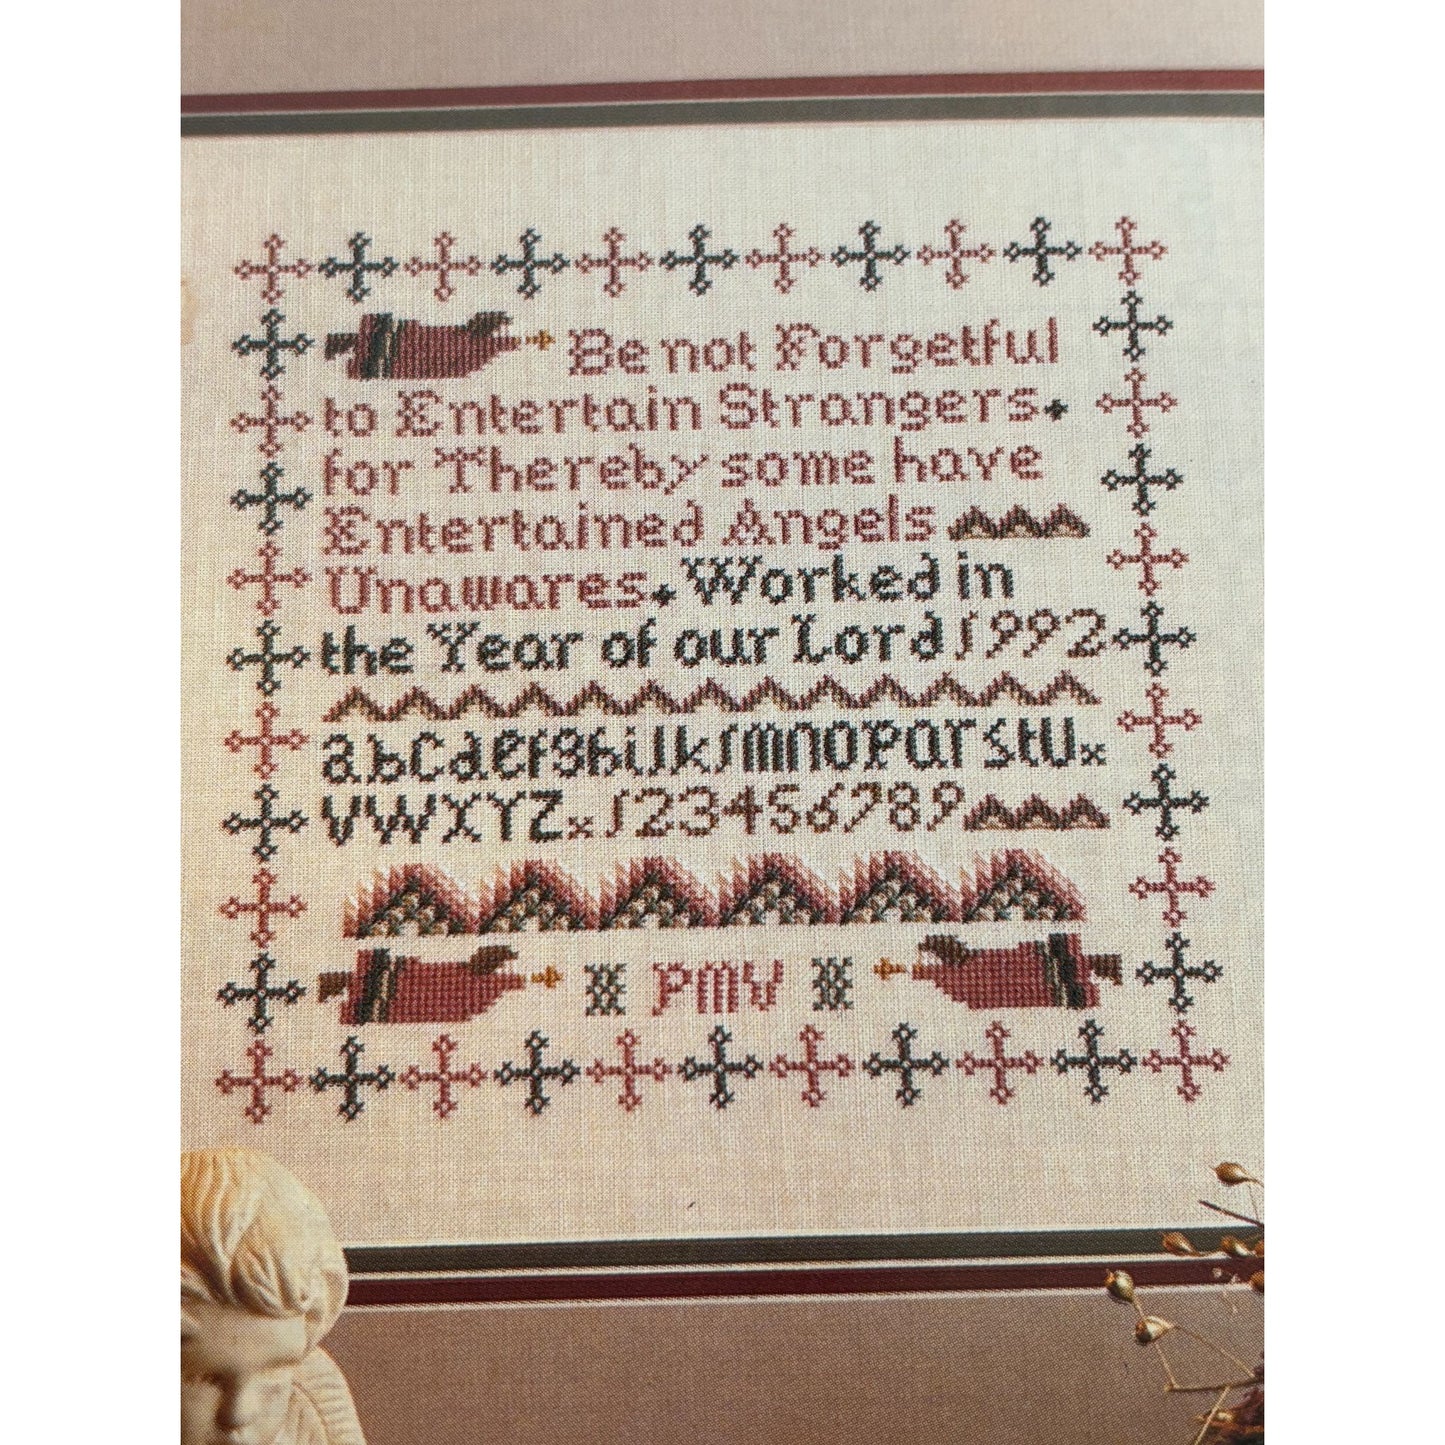 Be not Forgetful
to Entertain Strangers.
for Thereby some have
Entertained Angels
Unawares. Worked in
the Year of our Lord 1992
abcdefghijklmnopqrstu
vwxyz 123456789
PMV